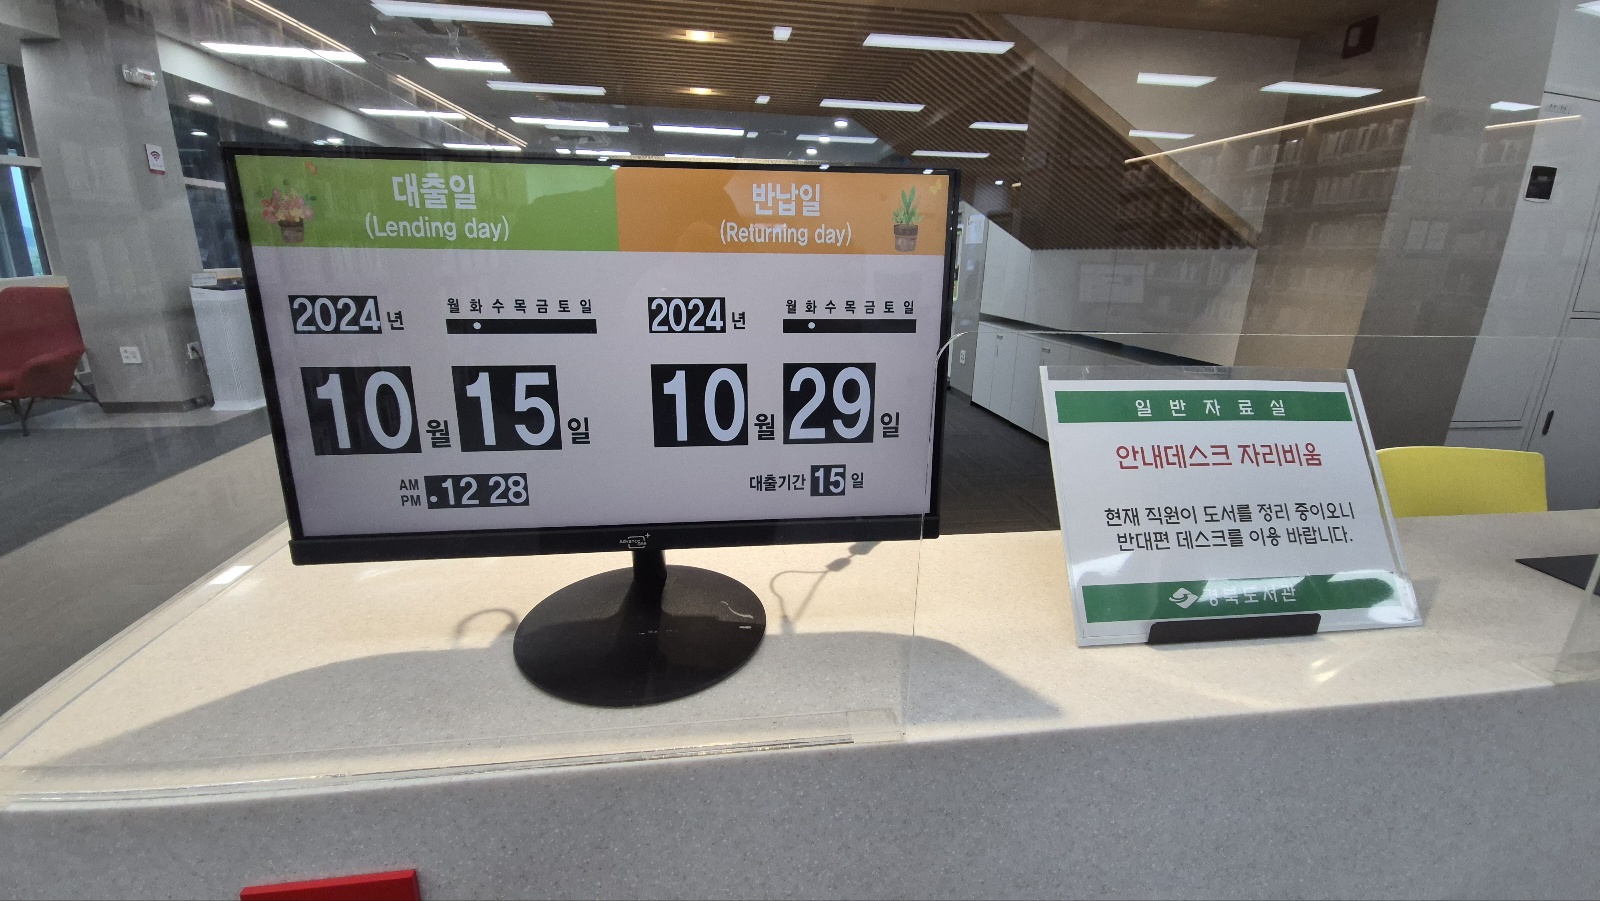 대출일
(Lending day)
2024년
월 화 수 목 금 토 일
10월 15일
AM
PM 12 28
반납일
(Returning day)
2024년
월 화 수 목 금 토 일
10월 29일
대출기간 15일
일 반 자 료 실
안내데스크 자리비움
현재 직원이 도서를 정리 중이오니
반대편 데스크를 이용 바랍니다.
경북도서관